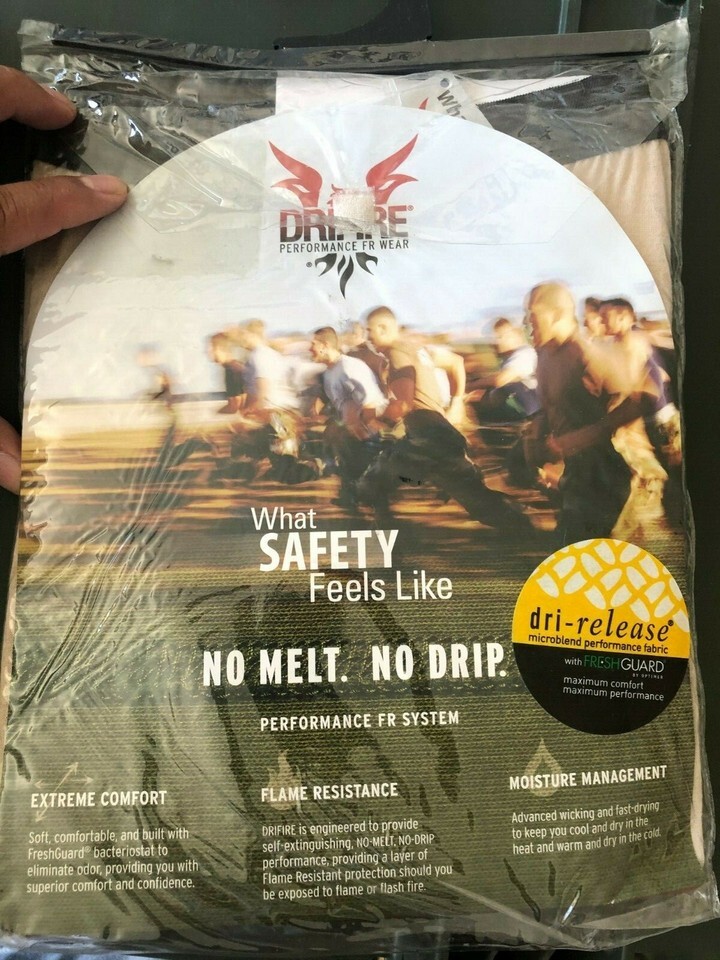 Wh
DRIFIRE®
PERFORMANCE FR WEAR
®
What
SAFETY
Feels Like
dri-release®
microblend performance fabric
with FRESHGUARD
BY OPTIMER
maximum comfort
maximum performance
NO MELT. NO DRIP.
PERFORMANCE FR SYSTEM
EXTREME COMFORT
Soft, comfortable, and built with
FreshGuard® bacteriostat to
eliminate odor, providing you with
superior comfort and confidence.
FLAME RESISTANCE
DRIFIRE is engineered to provide
self-extinguishing, NO-MELT, NO-DRIP
performance, providing a layer of
Flame Resistant protection should you
be exposed to flame or flash fire.
MOISTURE MANAGEMENT
Advanced wicking and fast-drying
to keep you cool and dry in the
heat and warm and dry in the cold.